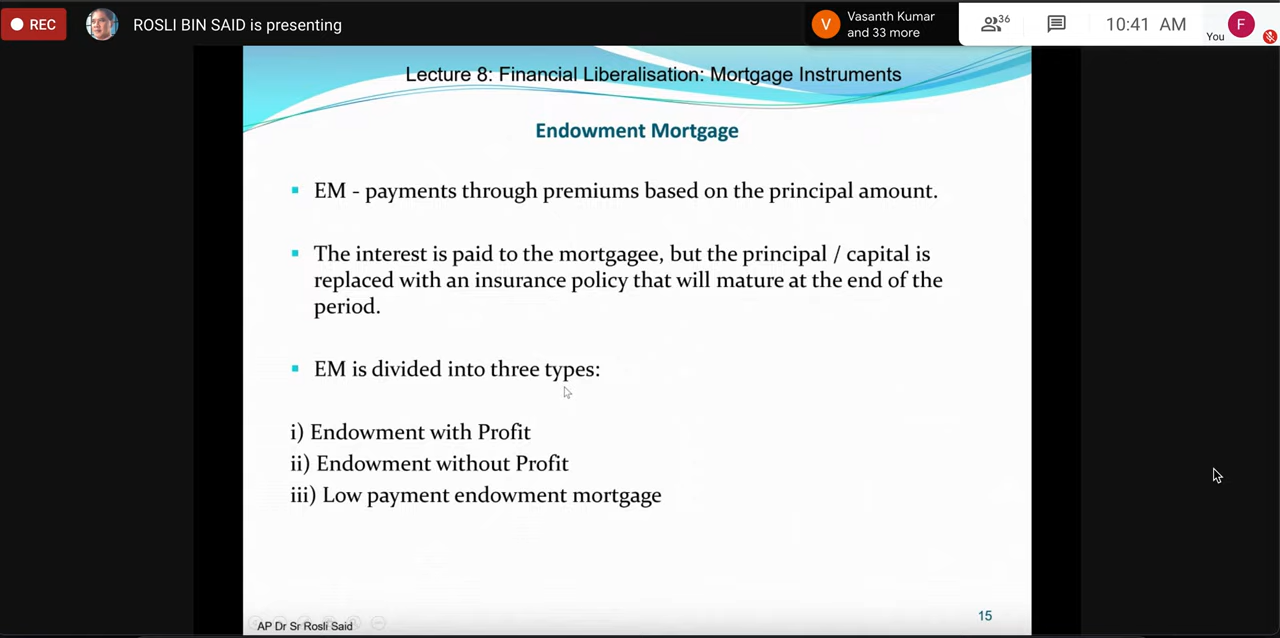 REC
ROSLI BIN SAID is presenting
V
Vasanth Kumar
and 33 more
36
10:41 AM
You
F
Lecture 8: Financial Liberalisation: Mortgage Instruments
Endowment Mortgage
▪ EM - payments through premiums based on the principal amount.
▪ The interest is paid to the mortgagee, but the principal / capital is
replaced with an insurance policy that will mature at the end of the
period.
▪ EM is divided into three types:
i) Endowment with Profit
ii) Endowment without Profit
iii) Low payment endowment mortgage
AP Dr Sr Rosli Said
15